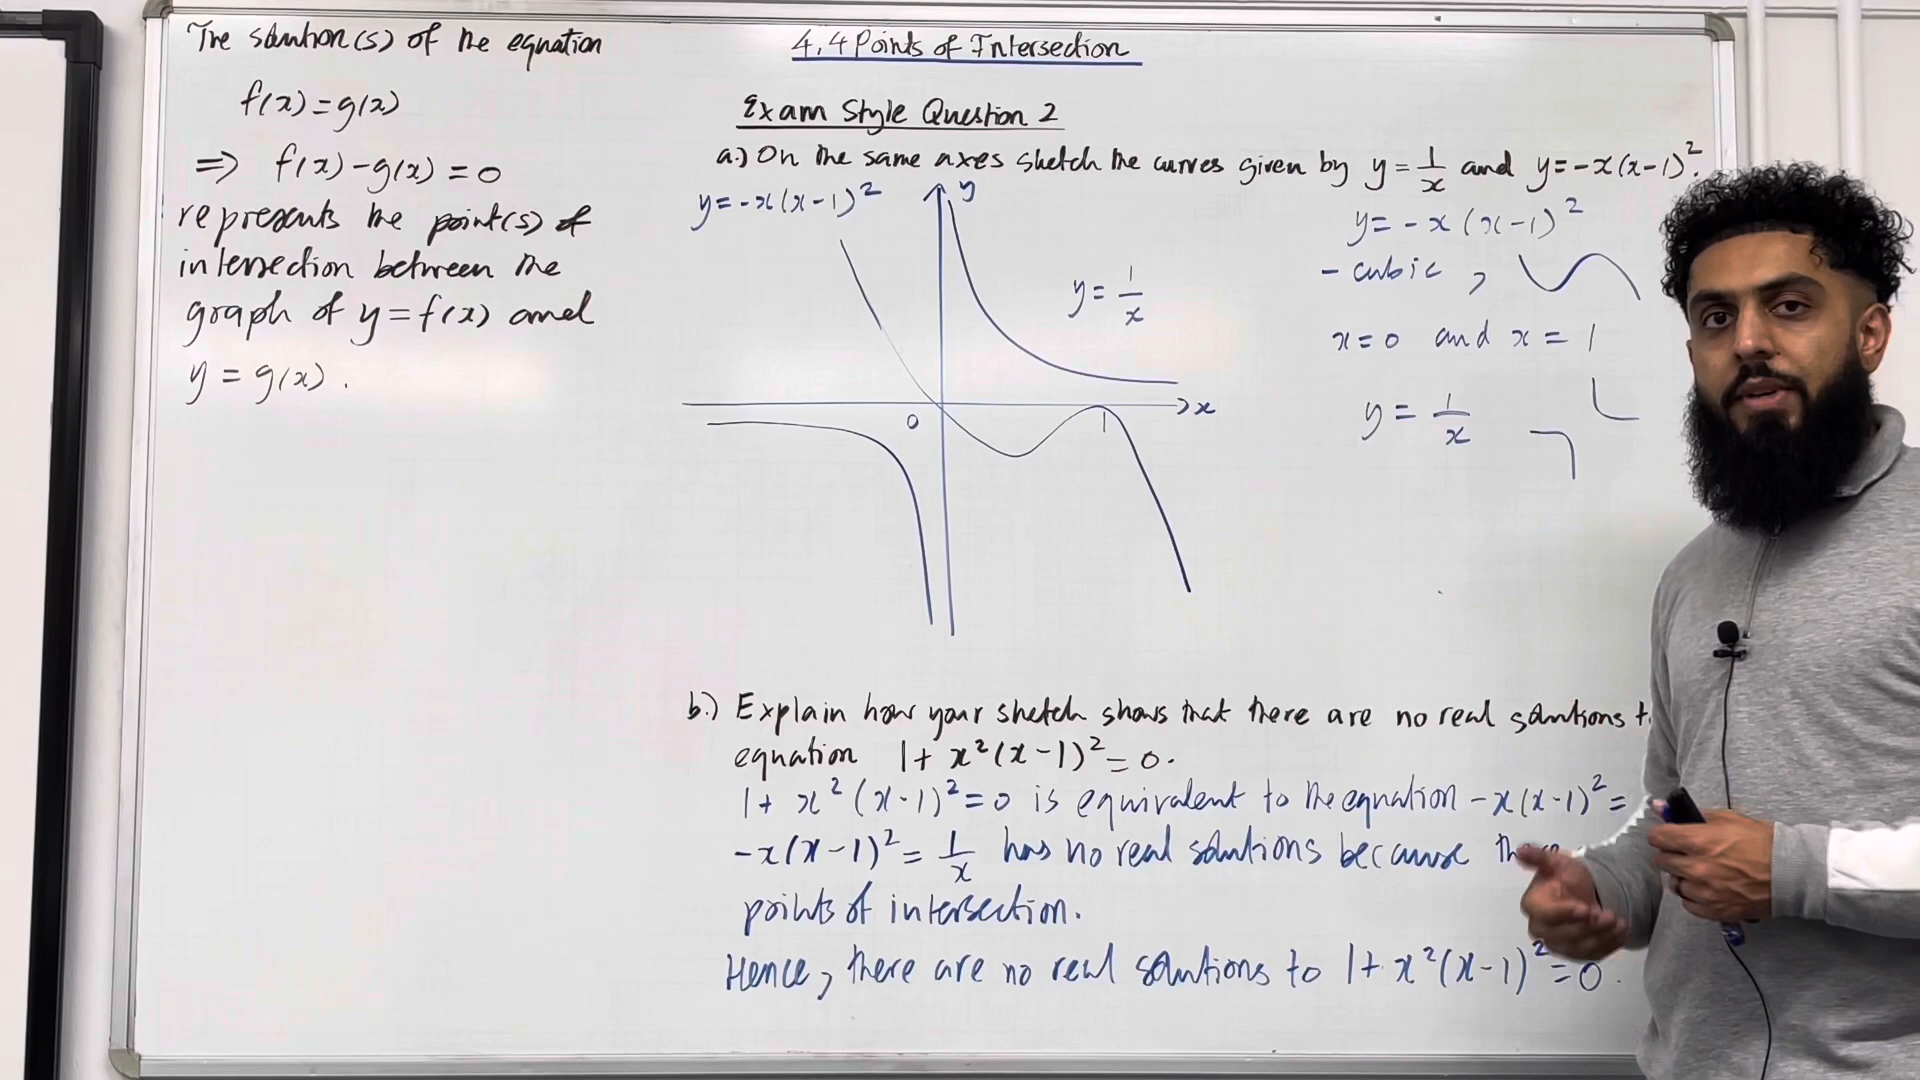 The solution(s) of the equation
f(x)=g(x)
⇒ f(x)-g(x)=0
represents the point(s) of
intersection between the
graph of y=f(x) and
y = g(x).
4.4 Points of Intersection
Exam Style Question 2
a.) On the same axes sketch the curves given by y = 1/x and y=-x(x-1)².
y=-x(x-1)²
y
y = 1/x
x
0
1
y=-x(x-1)²
- cubic,
x=0 and x = 1
y = 1/x
b.) Explain how your sketch shows that there are no real solutions
equation 1+ x²(x-1)²=0.
1+ x²(x-1)²=0 is equivalent to the equation -x(x-1)²=
-x(x-1)² = 1/x has no real solutions because
points of intersection.
Hence, there are no real solutions to 1+ x²(x-1)²=0.